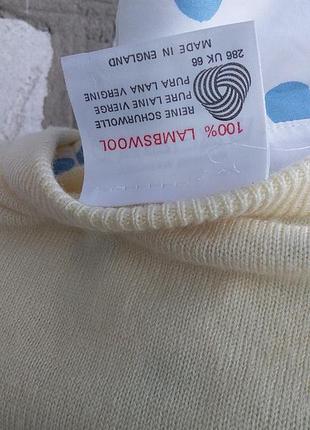 100% LAMBSWOOL
REINE SCHURWOLLE
PURE LAINE VIERGE
PURA LANA VERGINE
286 UK 66
MADE IN ENGLAND